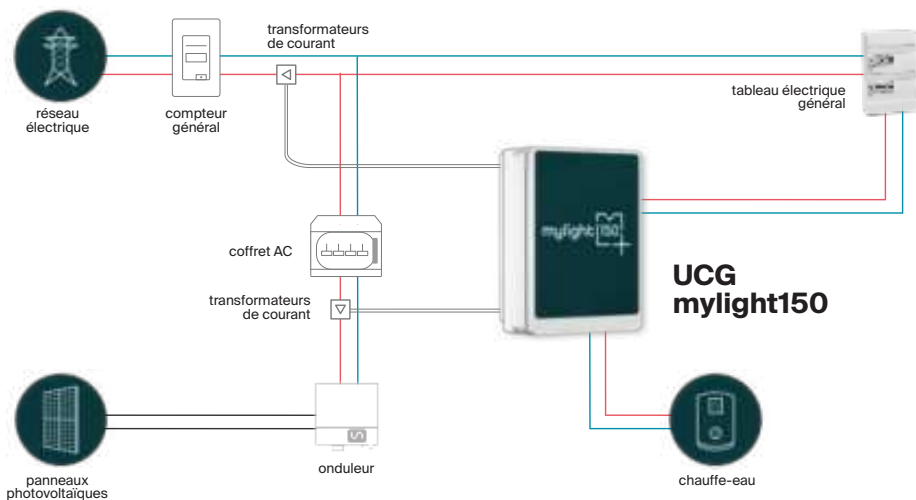 transformateurs
de courant
réseau
électrique
compteur
général
tableau électrique
général
mylight 150
coffret AC
UCG
mylight150
transformateurs
de courant
onduleur
panneaux
photovoltaïques
chauffe-eau